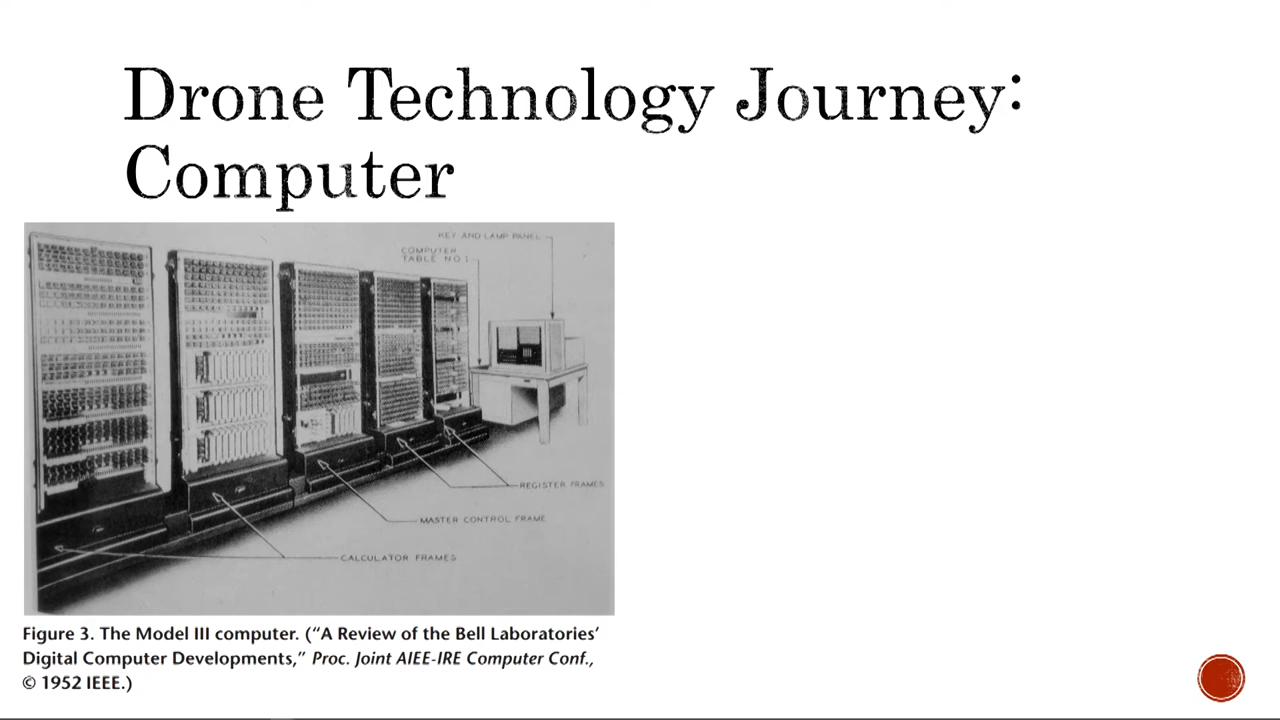 Drone Technology Journey:
Computer
KEY AND LAMP PANEL
COMPUTER
TABLE NO 1
REGISTER FRAMES
MASTER CONTROL FRAME
CALCULATOR FRAMES
Figure 3. The Model III computer. (“A Review of the Bell Laboratories’
Digital Computer Developments,” Proc. Joint AIEE-IRE Computer Conf.,
© 1952 IEEE.)